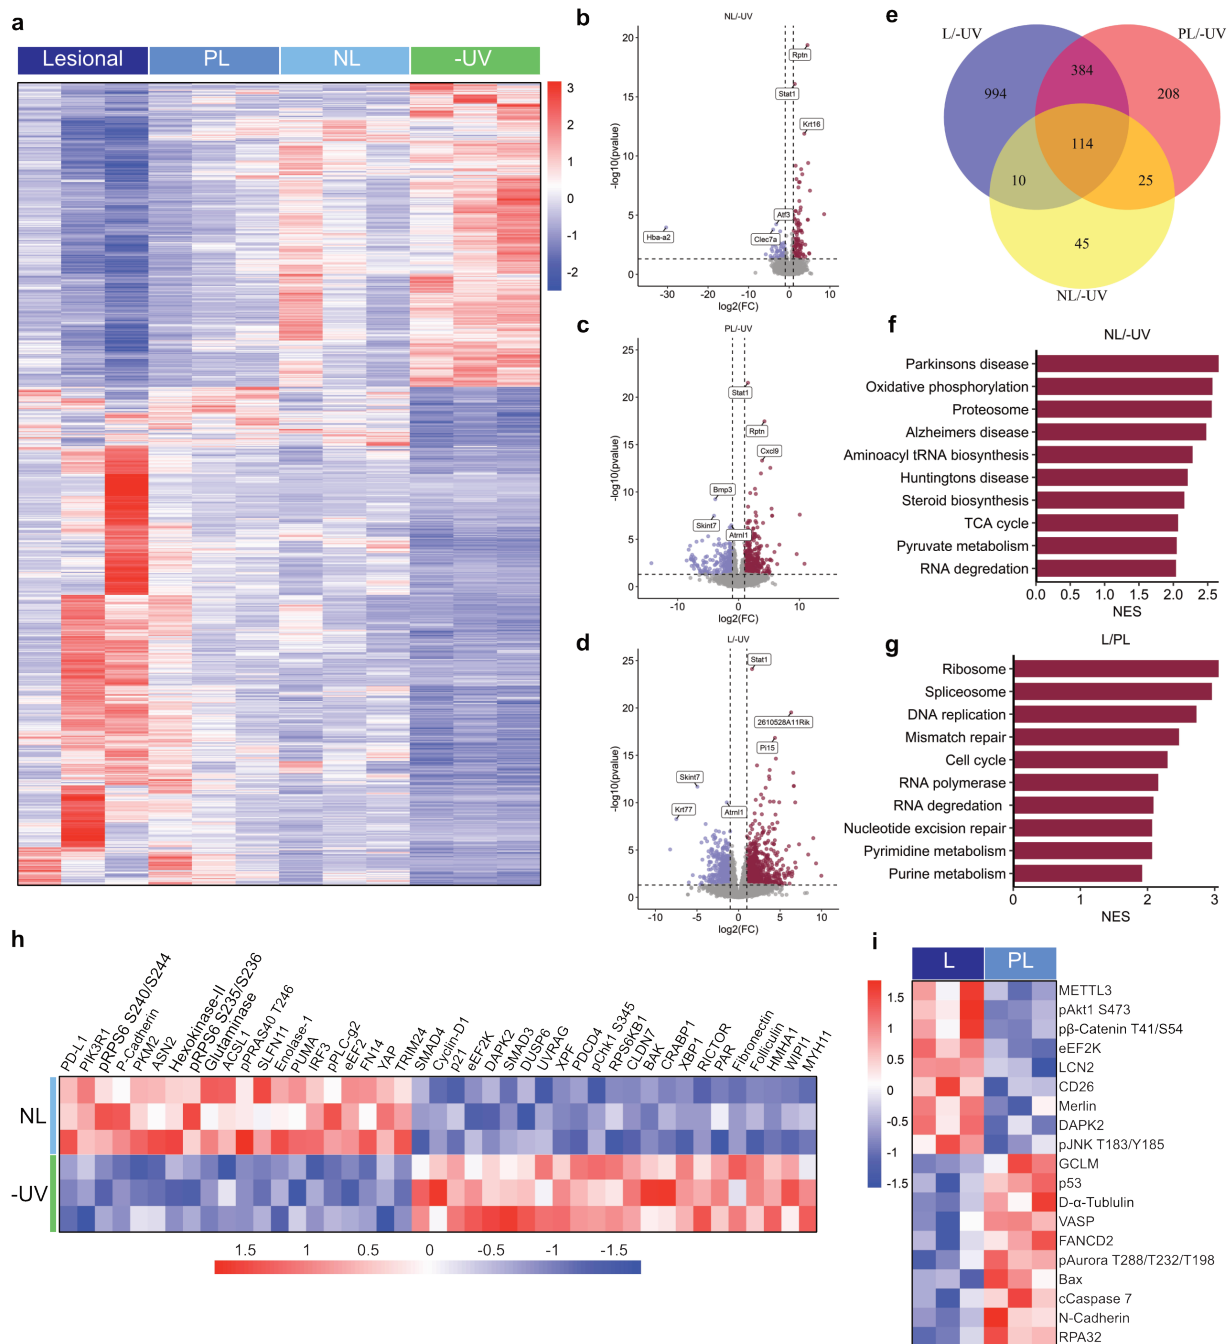 a
Lesional
PL
NL
-UV
3
2
1
0
-1
-2
b
NL/-UV
20
15
10
5
0
-log10(pvalue)
Rptn
Stat1
Krt16
Atf3
Clec7a
Hba-a2
-30
-20
-10
0
10
log2(FC)
c
PL/-UV
25
20
15
10
5
0
-log10(pvalue)
Stat1
Rptn
Cxcl9
Bmp3
Skint7
Atrnl1
-10
0
10
log2(FC)
d
L/-UV
25
20
15
10
5
0
-log10(pvalue)
Stat1
2610528A11Rik
Pi15
Skint7
Krt77
Atrnl1
-10
-5
0
5
10
log2(FC)
e
L/-UV
PL/-UV
994
384
208
114
10
25
45
NL/-UV
f
NL/-UV
Parkinsons disease
Oxidative phosphorylation
Proteosome
Alzheimers disease
Aminoacyl tRNA biosynthesis
Huntingtons disease
Steroid biosynthesis
TCA cycle
Pyruvate metabolism
RNA degredation
0.0 0.5 1.0 1.5 2.0 2.5
NES
g
L/PL
Ribosome
Spliceosome
DNA replication
Mismatch repair
Cell cycle
RNA polymerase
RNA degredation
Nucleotide excision repair
Pyrimidine metabolism
Purine metabolism
0 1 2 3
NES
h
PD-L1
PIK3R1
pRPS6 S240/S244
P-Cadherin
PKM2
ASN2
Hexokinase-II
pRPS6 S235/S236
Glutaminase
ACSL1
pPRAS40 T246
SLFN11
Enolase-1
PUMA
IRF3
pPLC-g2
eEF2
FN14
YAP
TRIM24
SMAD4
Cyclin-D1
p21
eEF2K
DAPK2
SMAD3
DUSP6
UVRAG
XPF
PDCD4
pChk1 S345
RPS6KB1
CLDN7
BAK
CRABP1
XBP1
RICTOR
PAR
Fibronectin
Folliculin
HMHA1
WIPI1
MYH11
NL
-UV
1.5 1 0.5 0 -0.5 -1 -1.5
i
L
PL
1.5
1
0.5
0
-0.5
-1
-1.5
METTL3
pAkt1 S473
pβ-Catenin T41/S54
eEF2K
LCN2
CD26
Merlin
DAPK2
pJNK T183/Y185
GCLM
p53
D-α-Tublulin
VASP
FANCD2
pAurora T288/T232/T198
Bax
cCaspase 7
N-Cadherin
RPA32